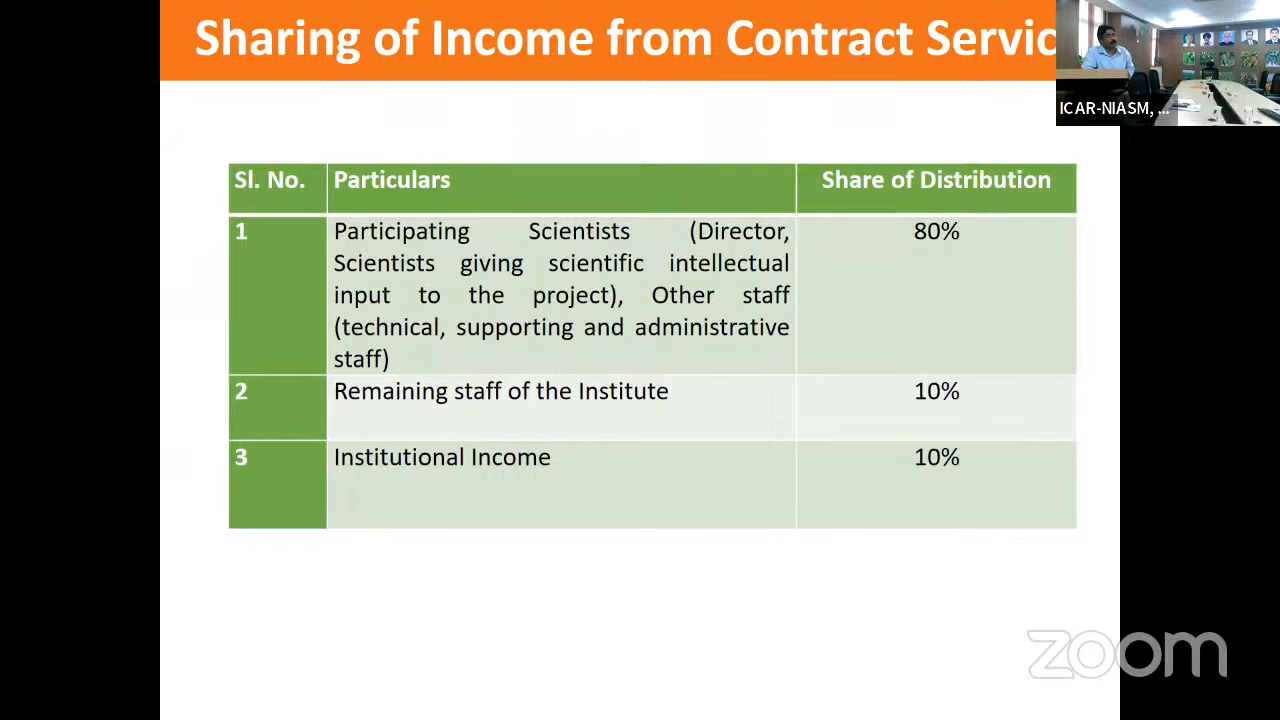 Sharing of Income from Contract Servic
ICAR-NIASM, ...
Sl. No. Particulars Share of Distribution
1 Participating Scientists (Director, 80%
Scientists giving scientific intellectual
input to the project), Other staff
(technical, supporting and administrative
staff)
2 Remaining staff of the Institute 10%
3 Institutional Income 10%
zoom